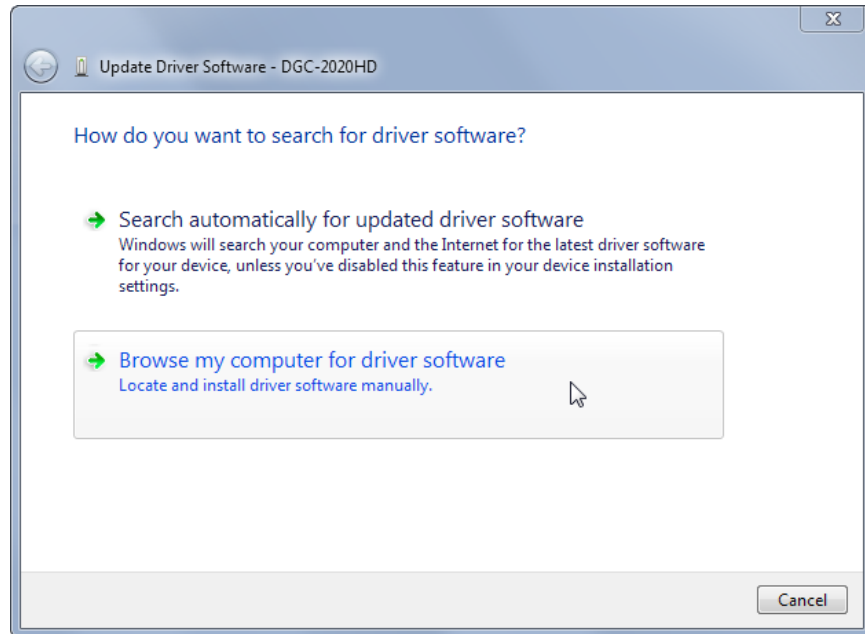 Update Driver Software - DGC-2020HD
How do you want to search for driver software?
Search automatically for updated driver software
Windows will search your computer and the Internet for the latest driver software
for your device, unless you've disabled this feature in your device installation
settings.
Browse my computer for driver software
Locate and install driver software manually.
Cancel